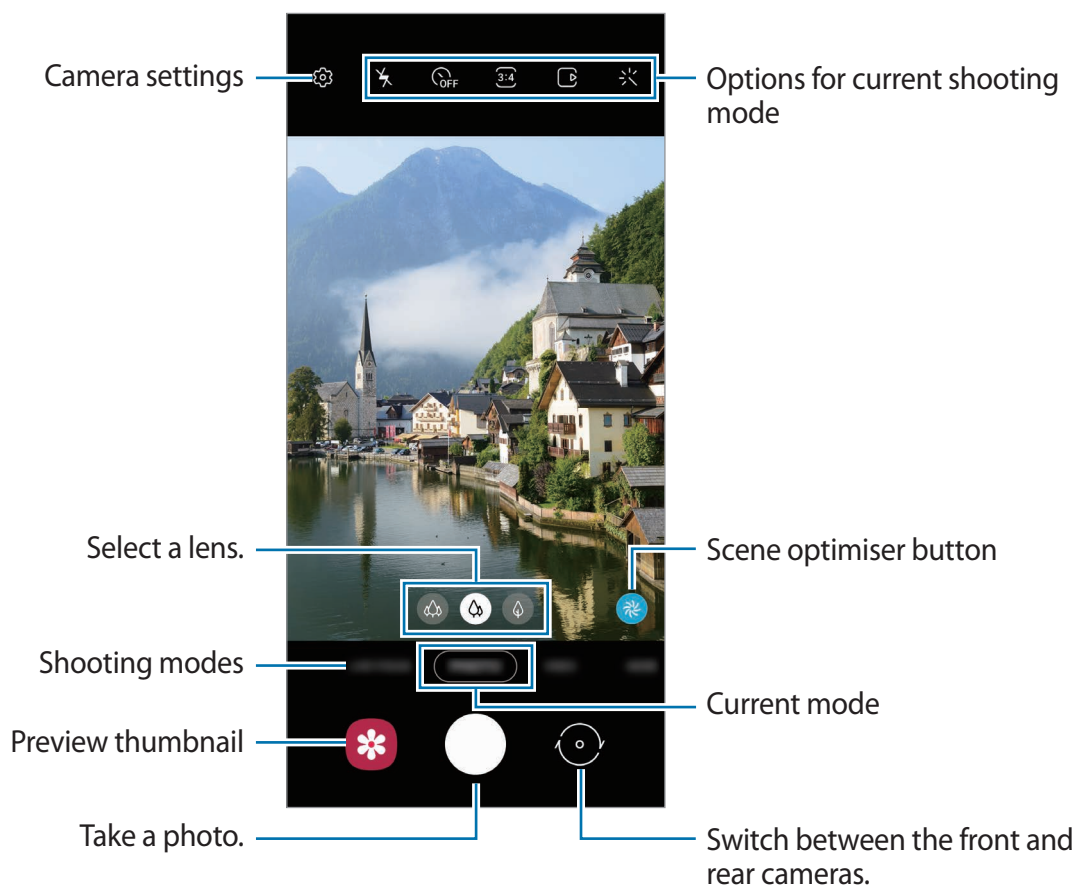 Camera settings
OFF
3:4
Options for current shooting
mode
Select a lens.
Scene optimiser button
Shooting modes
Current mode
Preview thumbnail
Take a photo.
Switch between the front and
rear cameras.